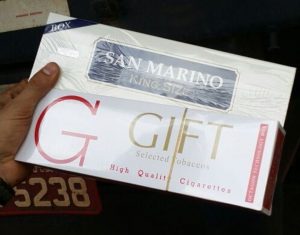 BOX
SAN MARINO
KING SIZE
G GIFT
Selected Tobaccos
High Quality Cigarettes
5238